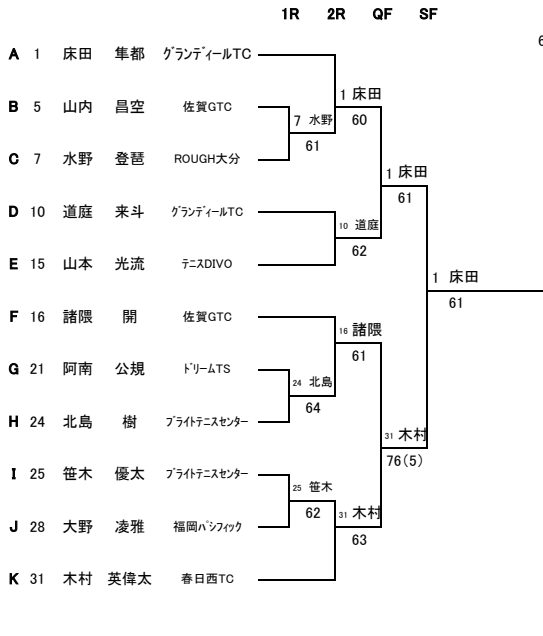 1R 2R QF SF
6
A 1 床田 隼都 グランディールTC
1 床田
B 5 山内 昌空 佐賀GTC
7 水野 60
61
C 7 水野 登琶 ROUGH大分
1 床田
61
D 10 道庭 来斗 グランディールTC
10 道庭
62
E 15 山本 光流 テニスDIVO
1 床田
61
F 16 諸隈 開 佐賀GTC
16 諸隈
61
G 21 阿南 公規 ドリームTS
24 北島
64
H 24 北島 樹 ブライトテニスセンター
31 木村
76(5)
I 25 笹木 優太 ブライトテニスセンター
25 笹木
62 31 木村
J 28 大野 凌雅 福岡パシフィック
63
K 31 木村 英偉太 春日西TC